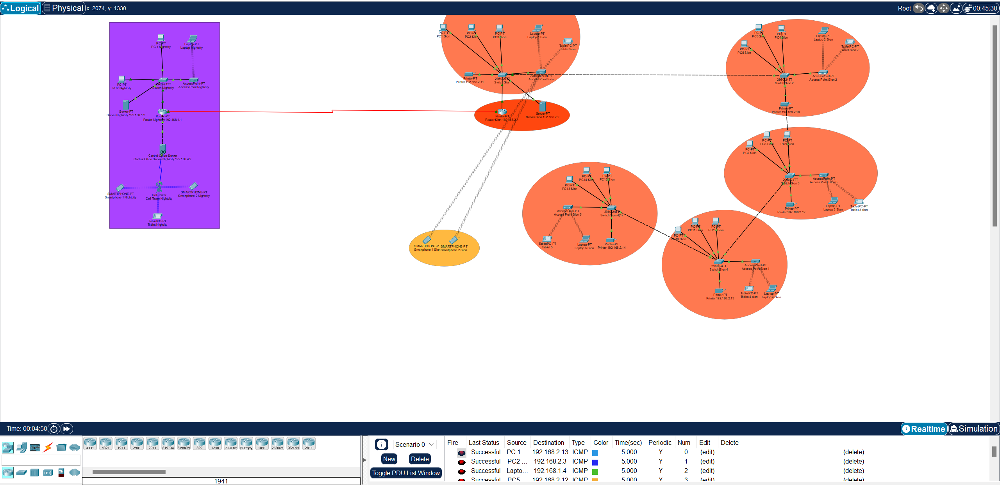 Logical
Physical
x: 2074, y: 1330
Root
00:45:30
PC-PT
PC 1 Nightcity
Laptop-PT
Laptop Nightcity
PC-PT
PC2 Nightcity
2960-24TT
Switch Nightcity
AccessPoint-PT
Access Point Nightcity
Server-PT
Server Nightcity 192.168.1.2
Router-PT
Router Nightcity 192.168.1.1
CO
Central-Office-Server
Central Office Server Nightcity 192.168.4.2
SMARTPHONE-PT
Smartphone 1 Nightcity
Cell Tower
Cell Tower Nightcity
SMARTPHONE-PT
Smartphone 2 Nightcity
TabletPC-PT
Tablet Nighcity
PC-PT
PC1 Sion
PC-PT
PC2 Sion
PC-PT
PC3 Sion
Laptop-PT
Laptop-1 Sion
TabletPC-PT
Tablet Sion
Printer-PT
Printer 192.168.2.11
2960-24TT
Switch Sion
AccessPoint-PT
Access Point Sion
Router-PT
Router Sion 192.168.2.1
Server-PT
Server Sion 192.168.2.2
SMARTPHONE-PT
Smartphone 1 Sion
SMARTPHONE-PT
Smartphone 2 Sion
PC-PT
PC6 Sion
PC-PT
PC4 Sion
PC-PT
PC5 Sion
Laptop-PT
Laptop-2 Sion
TabletPC-PT
Tablet Sion 2
2960-24TT
Switch Sion 2
AccessPoint-PT
Access Point Sion 2
Printer-PT
Printer 192.168.2.10
PC-PT
PC8 Sion
PC-PT
PC9 Sion
PC-PT
PC7 Sion
2960-24TT
Switch Sion 3
AccessPoint-PT
Access Point Sion 3
Printer-PT
Printer 192.168.2.12
Laptop-PT
Laptop 3 Sion
TabletPC-PT
Tablet 3 sion
PC-PT
PC14 Sion
PC-PT
PC15 Sion
PC-PT
PC13 Sion
AccessPoint-PT
Access Point Sion 5
2960-24TT
Switch Sion 4(1)
TabletPC-PT
Tablet 5
Laptop-PT
Laptop 5 Sion
Printer-PT
Printer 192.168.2.14
PC-PT
PC11 Sion
PC-PT
PC12 Sion
PC-PT
PC10 Sion
2960-24TT
Switch Sion 4
AccessPoint-PT
Access Point Sion 4
Printer-PT
Printer 192.168.2.13
TabletPC-PT
Tablet 4 sion
Laptop-PT
Laptop 4 Sion
Time: 00:04:50
Realtime
Simulation
4331 4321 1941 2901 2911 819IOX 819HGW 829 1240 PT-Router PT-Empty 1841 2620XM 2621XM 2811
1941
Scenario 0
New
Delete
Toggle PDU List Window
Fire Last Status Source Destination Type Color Time(sec) Periodic Num Edit Delete
Successful PC 1 ... 192.168.2.13 ICMP 5.000 Y 0 (edit) (delete)
Successful PC2 ... 192.168.2.3 ICMP 5.000 Y 1 (edit) (delete)
Successful Lapto... 192.168.1.4 ICMP 5.000 Y 2 (edit) (delete)
Successful PC5 192.168.2.12 ICMP 5.000 Y 3 (edit) (delete)